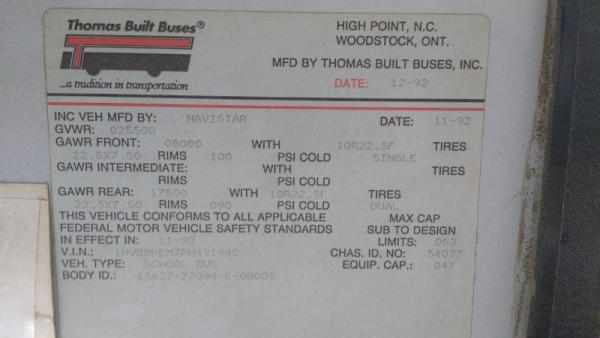 Thomas Built Buses®
...a tradition in transportation
HIGH POINT, N.C.
WOODSTOCK, ONT.
MFD BY THOMAS BUILT BUSES, INC.
DATE: 12-92
INC VEH MFD BY: NAVISTAR DATE: 11-92
GVWR: 025500
GAWR FRONT: 08000 WITH 10R22.5F TIRES
22.5X7.50 RIMS 100 PSI COLD SINGLE
GAWR INTERMEDIATE: WITH TIRES
RIMS PSI COLD
GAWR REAR: 17500 WITH 10R22.5F TIRES
22.5X7.50 RIMS 090 PSI COLD DUAL
THIS VEHICLE CONFORMS TO ALL APPLICABLE MAX CAP
FEDERAL MOTOR VEHICLE SAFETY STANDARDS SUB TO DESIGN
IN EFFECT IN: 11-92 LIMITS: 053
V.I.N.: 1HVBBPEM7PH491440 CHAS. ID. NO: 54077
VEH. TYPE: SCHOOL BUS EQUIP. CAP.: 047
BODY ID.: 15627-77094-C-08DOS